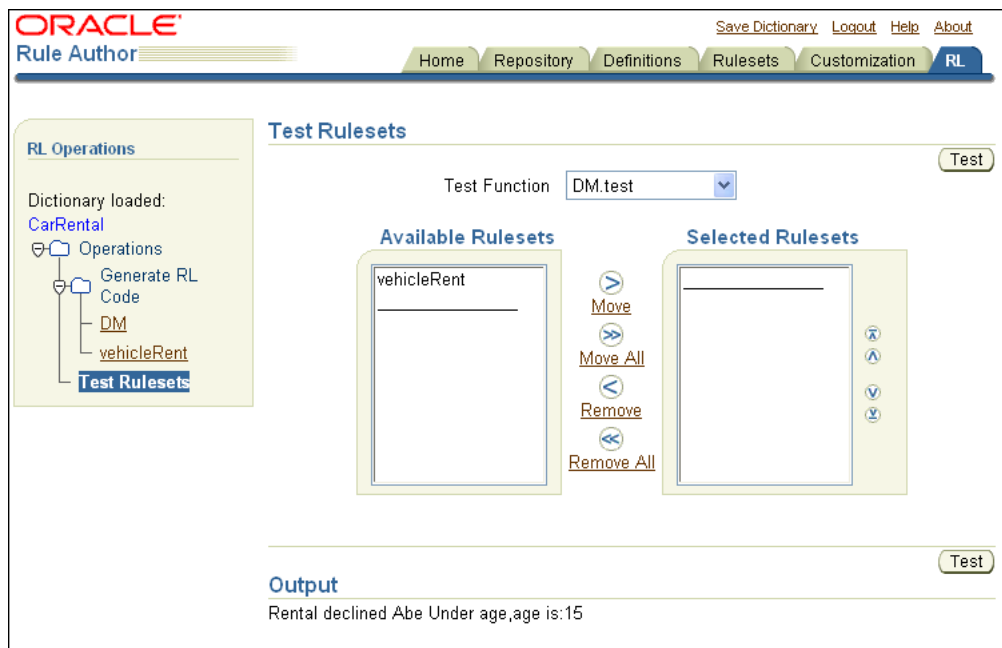 ORACLE
Rule Author
Save Dictionary Logout Help About
Home Repository Definitions Rulesets Customization RL
RL Operations
Dictionary loaded:
CarRental
Operations
Generate RL
Code
DM
vehicleRent
Test Rulesets
Test Rulesets
Test
Test Function DM.test
Available Rulesets
vehicleRent
Move
Move All
Remove
Remove All
Selected Rulesets
Test
Output
Rental declined Abe Under age,age is:15